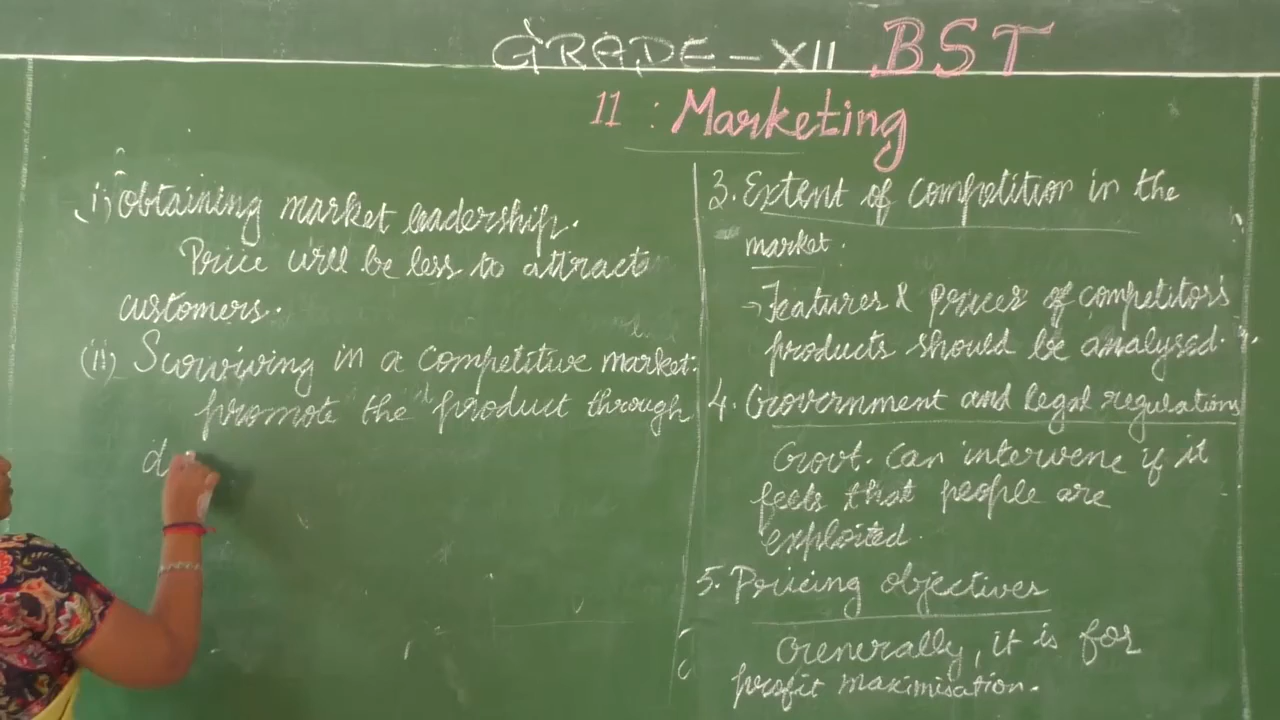 GRADE - XII BST
11 : Marketing
i) obtaining market leadership.
Price will be less to attract
customers.
(ii) Surviving in a competitive market:
promote the product through
d
3. Extent of competition in the
market.
→ Features & prices of competitors
products should be analysed.
4. Government and legal regulations
Govt. can intervene if it
feels that people are
exploited.
5. Pricing objectives
Generally, it is for
profit maximisation.